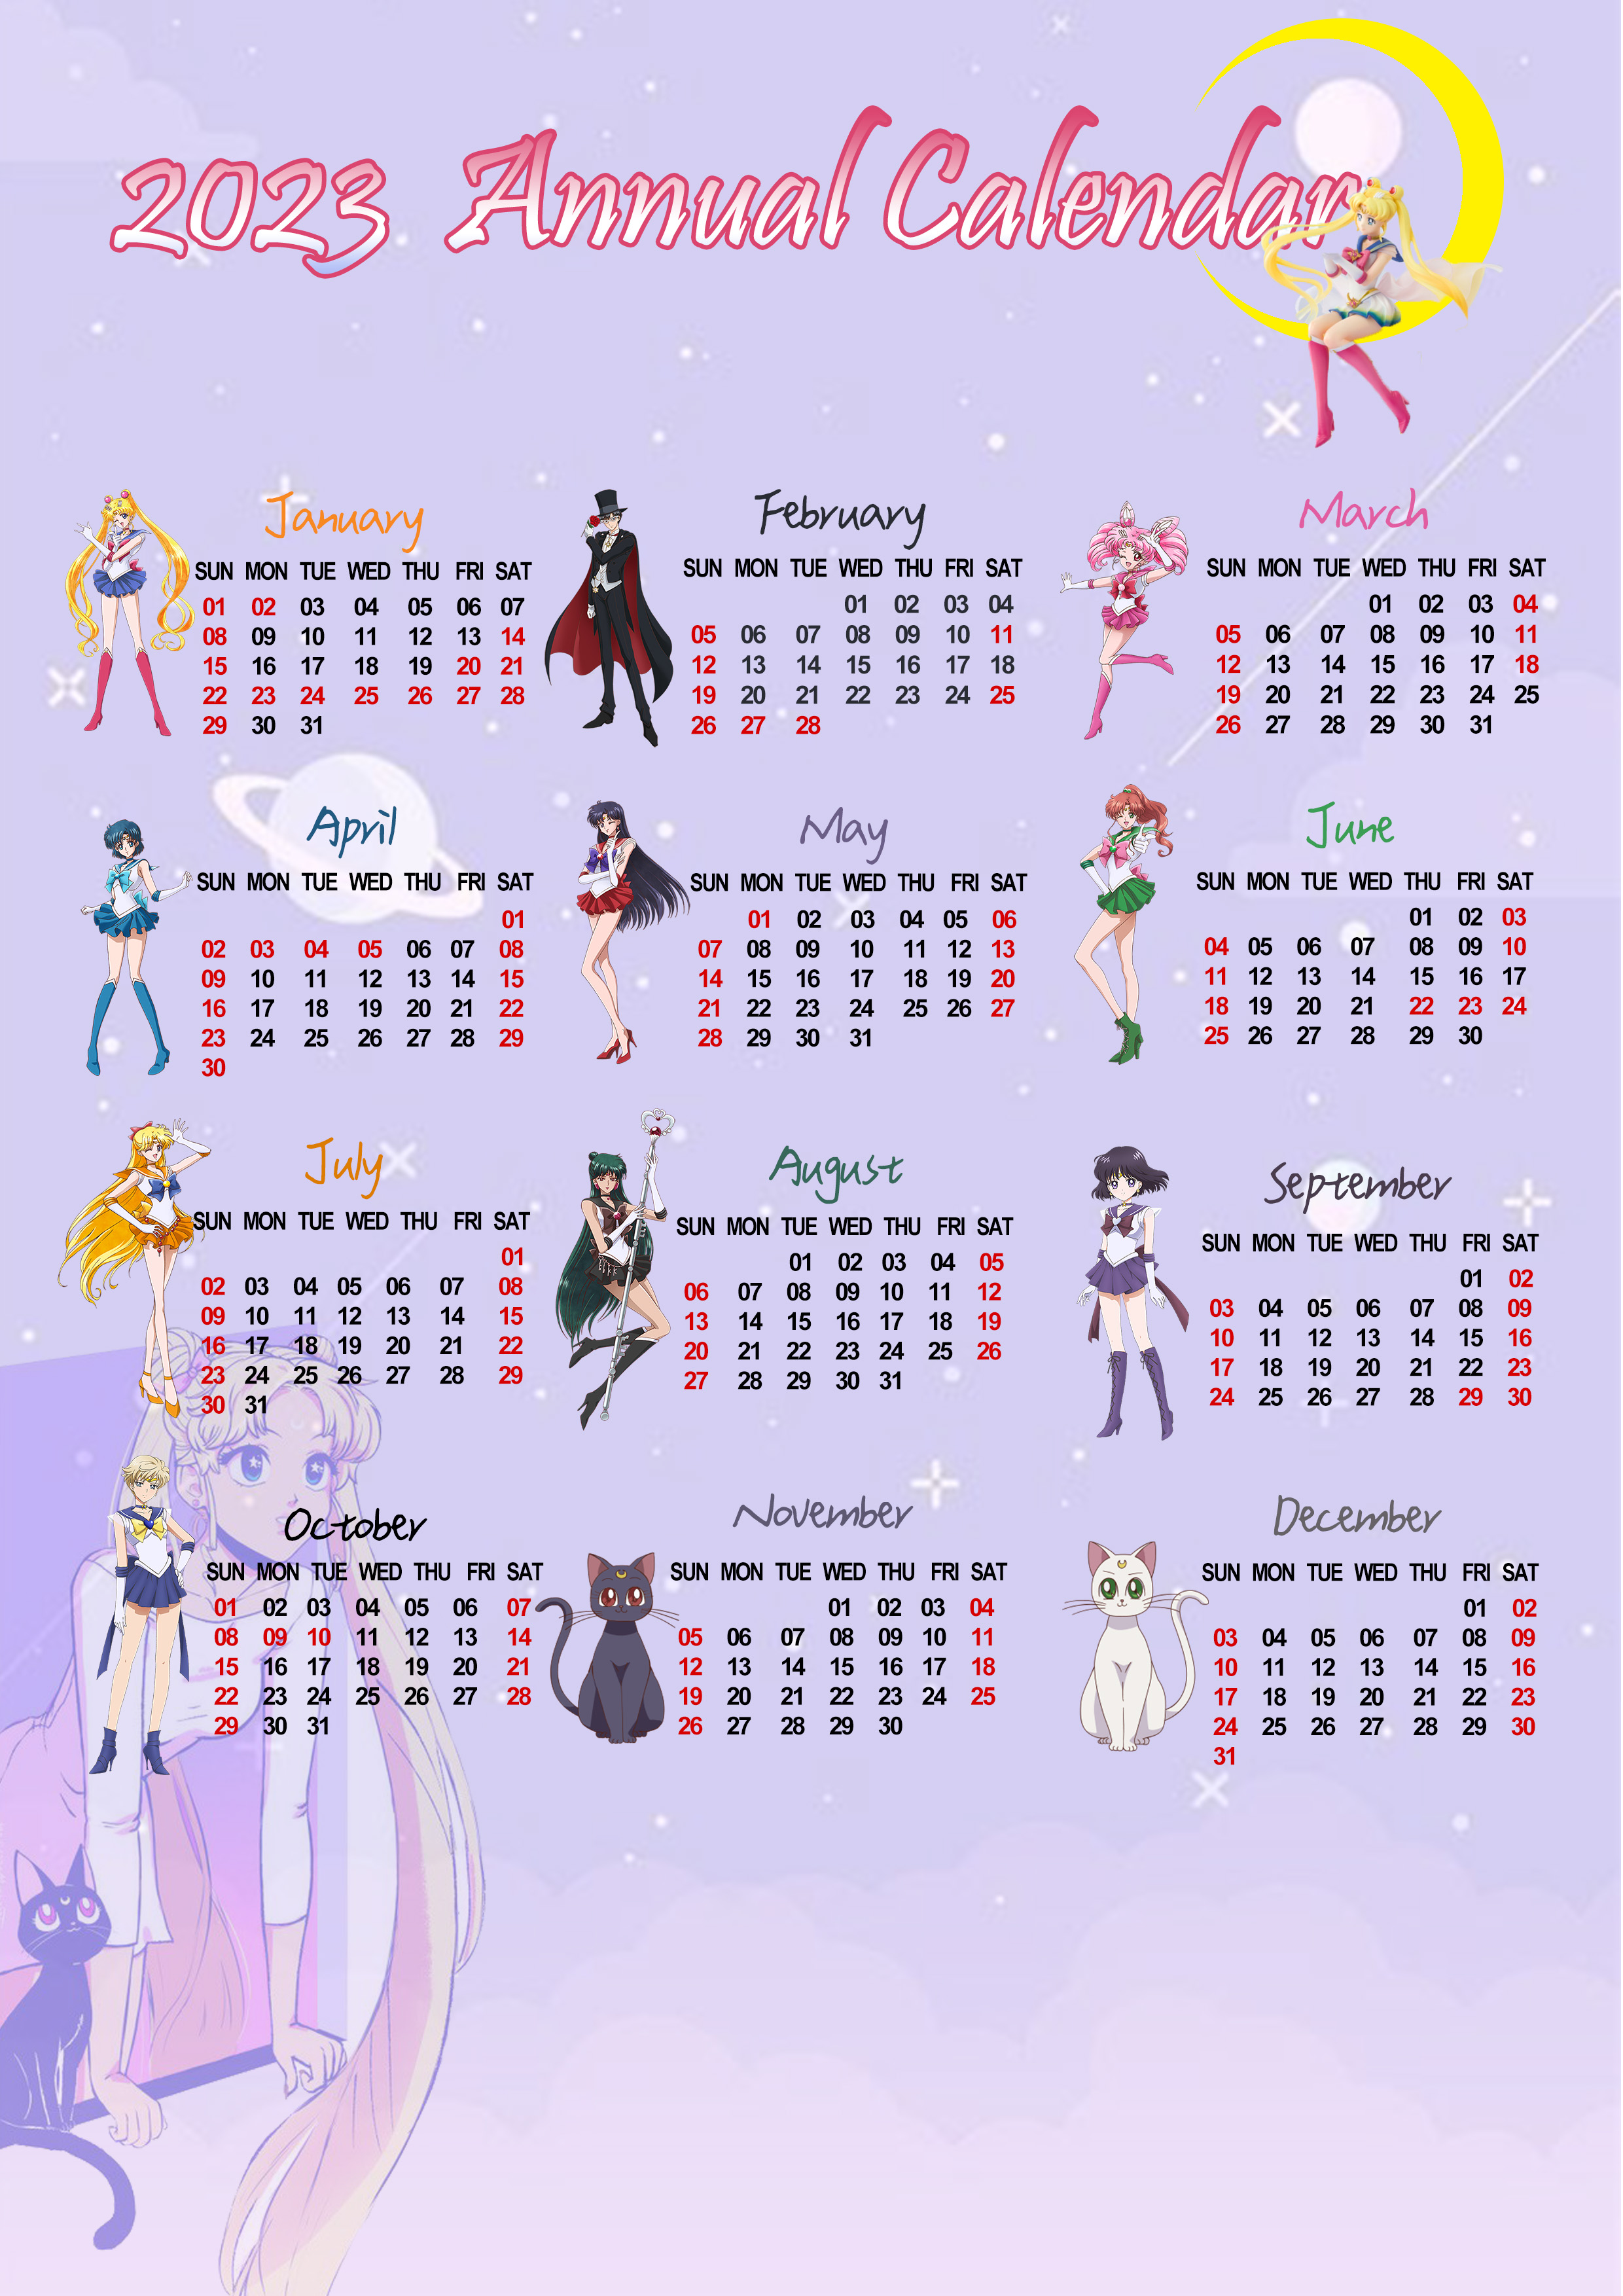 2023 Annual Calendar
January
SUN MON TUE WED THU FRI SAT
01 02 03 04 05 06 07
08 09 10 11 12 13 14
15 16 17 18 19 20 21
22 23 24 25 26 27 28
29 30 31
February
SUN MON TUE WED THU FRI SAT
01 02 03 04
05 06 07 08 09 10 11
12 13 14 15 16 17 18
19 20 21 22 23 24 25
26 27 28
March
SUN MON TUE WED THU FRI SAT
01 02 03 04
05 06 07 08 09 10 11
12 13 14 15 16 17 18
19 20 21 22 23 24 25
26 27 28 29 30 31
April
SUN MON TUE WED THU FRI SAT
01
02 03 04 05 06 07 08
09 10 11 12 13 14 15
16 17 18 19 20 21 22
23 24 25 26 27 28 29
30
May
SUN MON TUE WED THU FRI SAT
01 02 03 04 05 06
07 08 09 10 11 12 13
14 15 16 17 18 19 20
21 22 23 24 25 26 27
28 29 30 31
June
SUN MON TUE WED THU FRI SAT
01 02 03
04 05 06 07 08 09 10
11 12 13 14 15 16 17
18 19 20 21 22 23 24
25 26 27 28 29 30
July
SUN MON TUE WED THU FRI SAT
01
02 03 04 05 06 07 08
09 10 11 12 13 14 15
16 17 18 19 20 21 22
23 24 25 26 27 28 29
30 31
August
SUN MON TUE WED THU FRI SAT
01 02 03 04 05
06 07 08 09 10 11 12
13 14 15 16 17 18 19
20 21 22 23 24 25 26
27 28 29 30 31
September
SUN MON TUE WED THU FRI SAT
01 02
03 04 05 06 07 08 09
10 11 12 13 14 15 16
17 18 19 20 21 22 23
24 25 26 27 28 29 30
October
SUN MON TUE WED THU FRI SAT
01 02 03 04 05 06 07
08 09 10 11 12 13 14
15 16 17 18 19 20 21
22 23 24 25 26 27 28
29 30 31
November
SUN MON TUE WED THU FRI SAT
01 02 03 04
05 06 07 08 09 10 11
12 13 14 15 16 17 18
19 20 21 22 23 24 25
26 27 28 29 30
December
SUN MON TUE WED THU FRI SAT
01 02
03 04 05 06 07 08 09
10 11 12 13 14 15 16
17 18 19 20 21 22 23
24 25 26 27 28 29 30
31